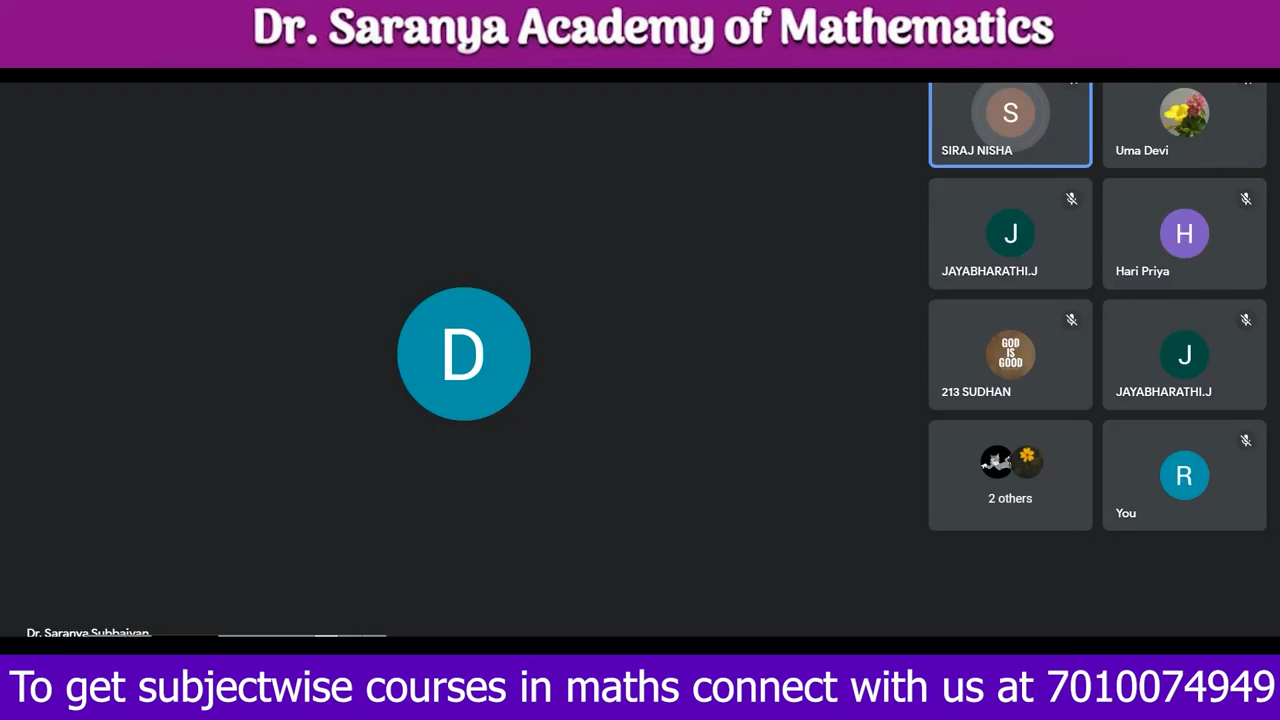 Dr. Saranya Academy of Mathematics
S
SIRAJ NISHA
Uma Devi
J
JAYABHARATHI.J
H
Hari Priya
D
GOD
IS
GOOD
213 SUDHAN
J
JAYABHARATHI.J
2 others
R
You
Dr. Saranya Subbaiyan
To get subjectwise courses in maths connect with us at 7010074949